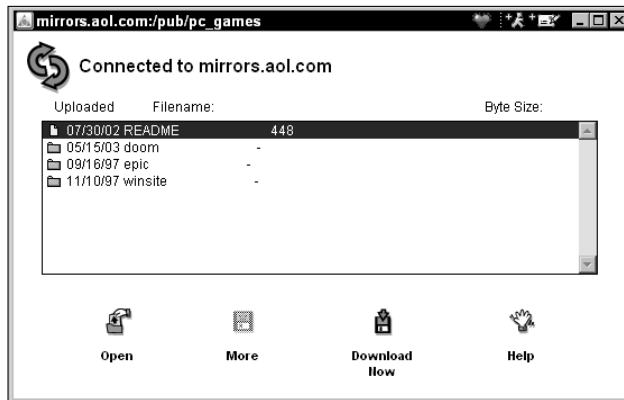 mirrors.aol.com:/pub/pc_games
Connected to mirrors.aol.com
Uploaded Filename: Byte Size:
07/30/02 README 448
05/15/03 doom -
09/16/97 epic -
11/10/97 winsite -
Open More Download Now Help